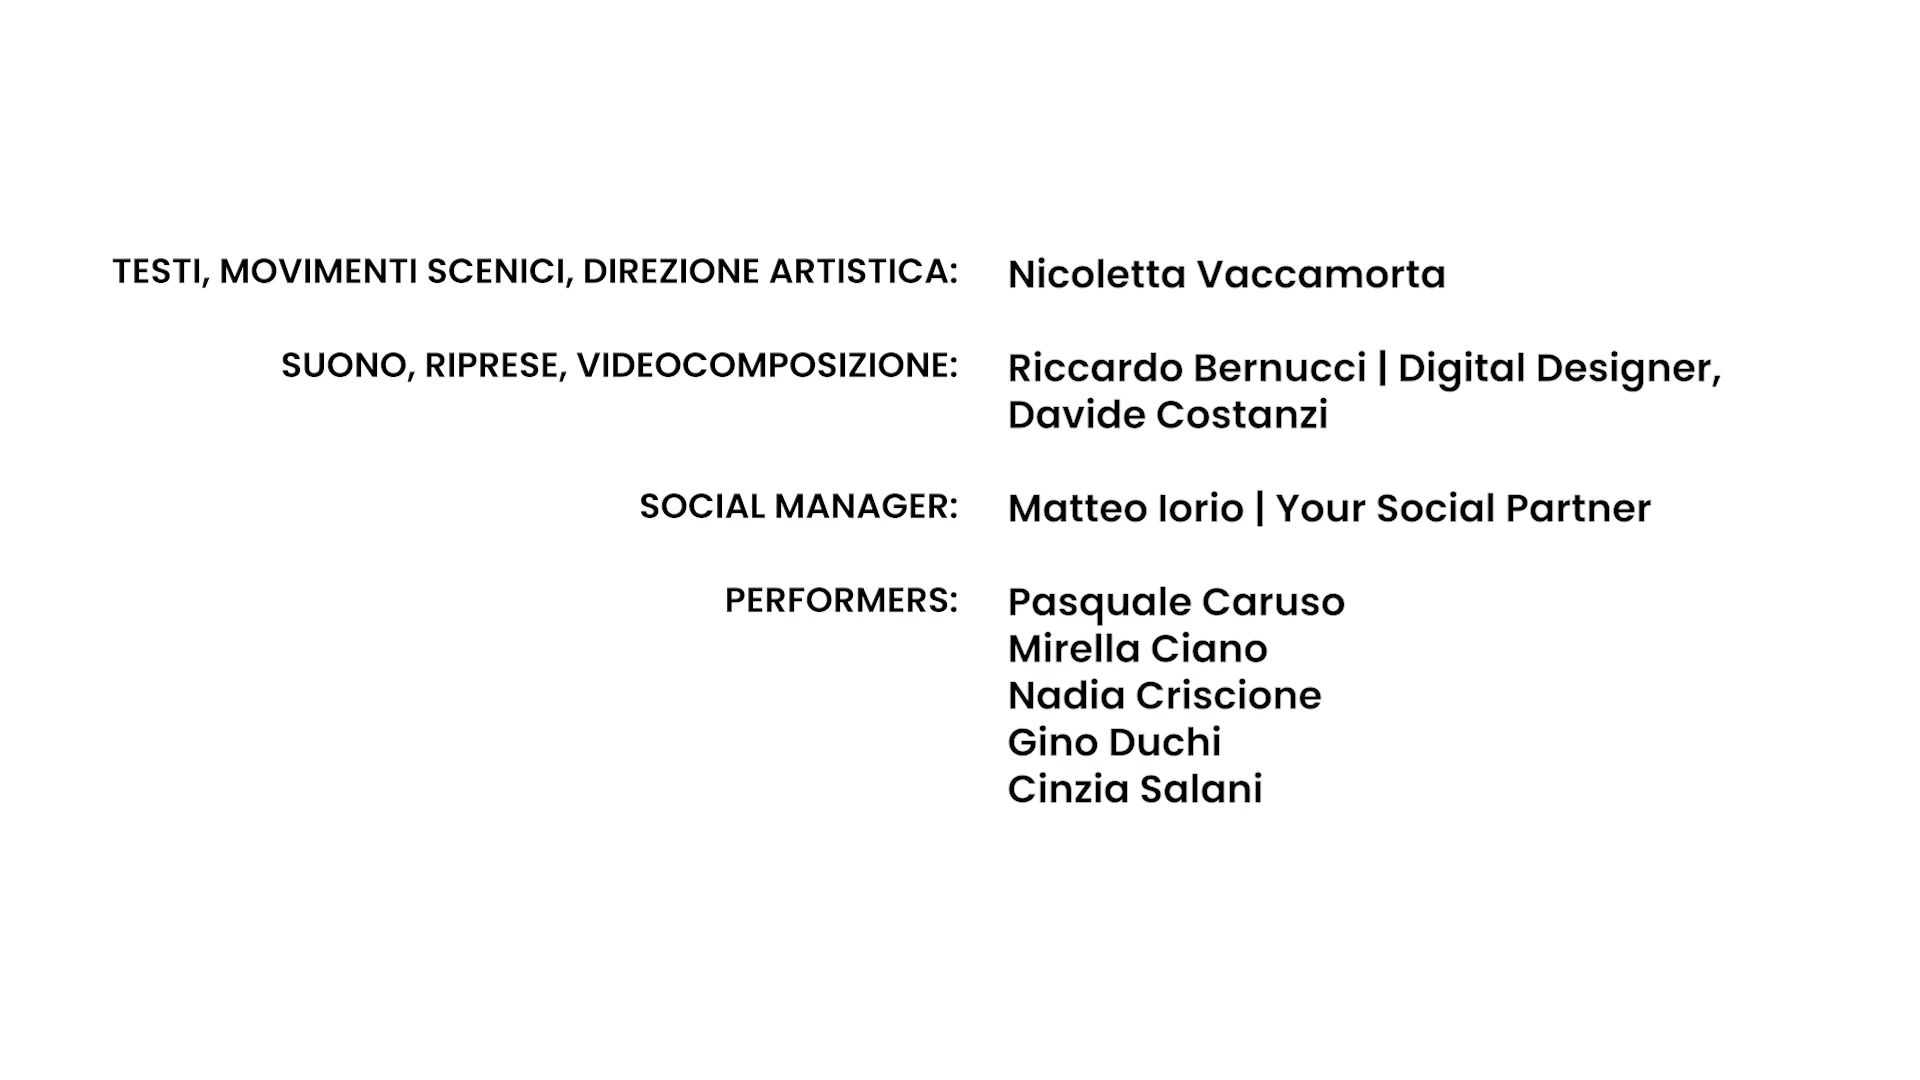 TESTI, MOVIMENTI SCENICI, DIREZIONE ARTISTICA: Nicoletta Vaccamorta
SUONO, RIPRESE, VIDEOCOMPOSIZIONE: Riccardo Bernucci | Digital Designer,
Davide Costanzi
SOCIAL MANAGER: Matteo Iorio | Your Social Partner
PERFORMERS: Pasquale Caruso
Mirella Ciano
Nadia Criscione
Gino Duchi
Cinzia Salani